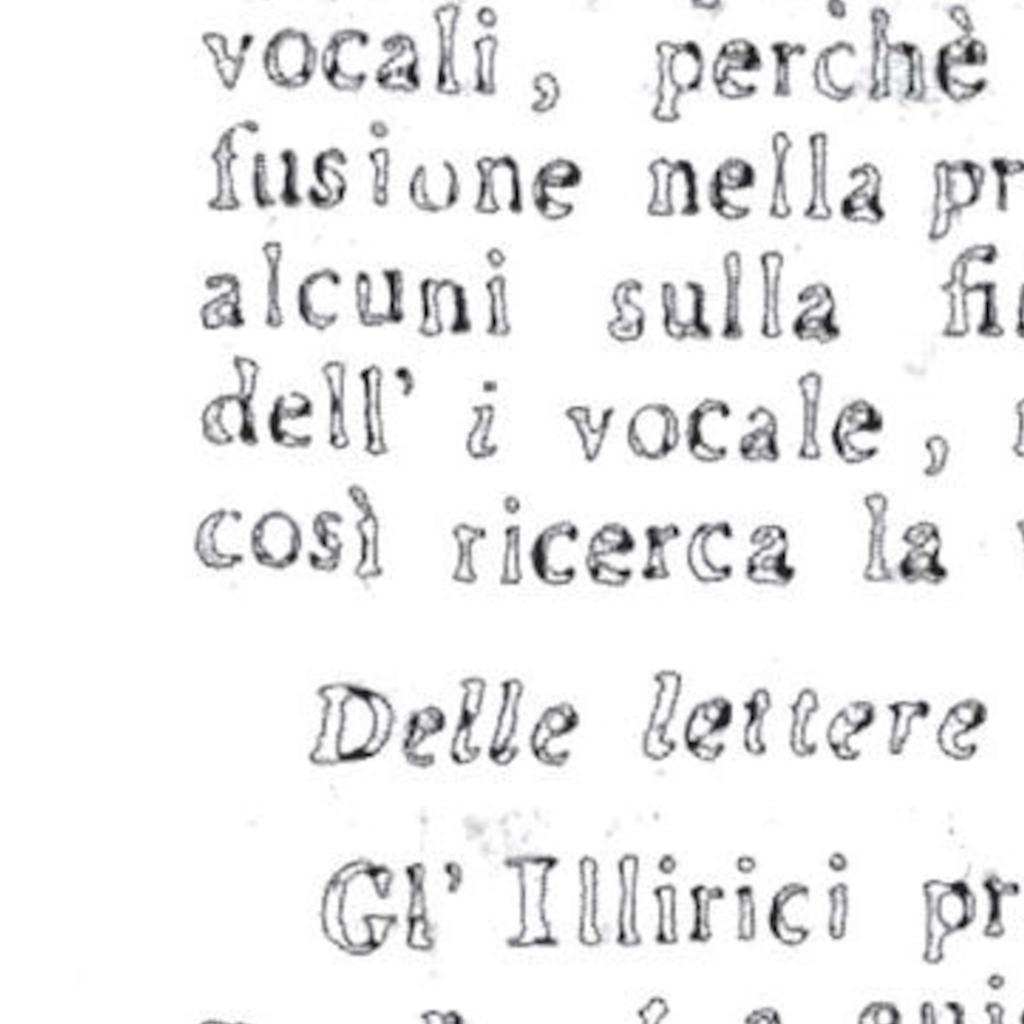 vocali, perchè
fusione nella pr
alcuni sulla fi
dell' i vocale,
così ricerca la
Delle lettere
Gl' Illirici pr